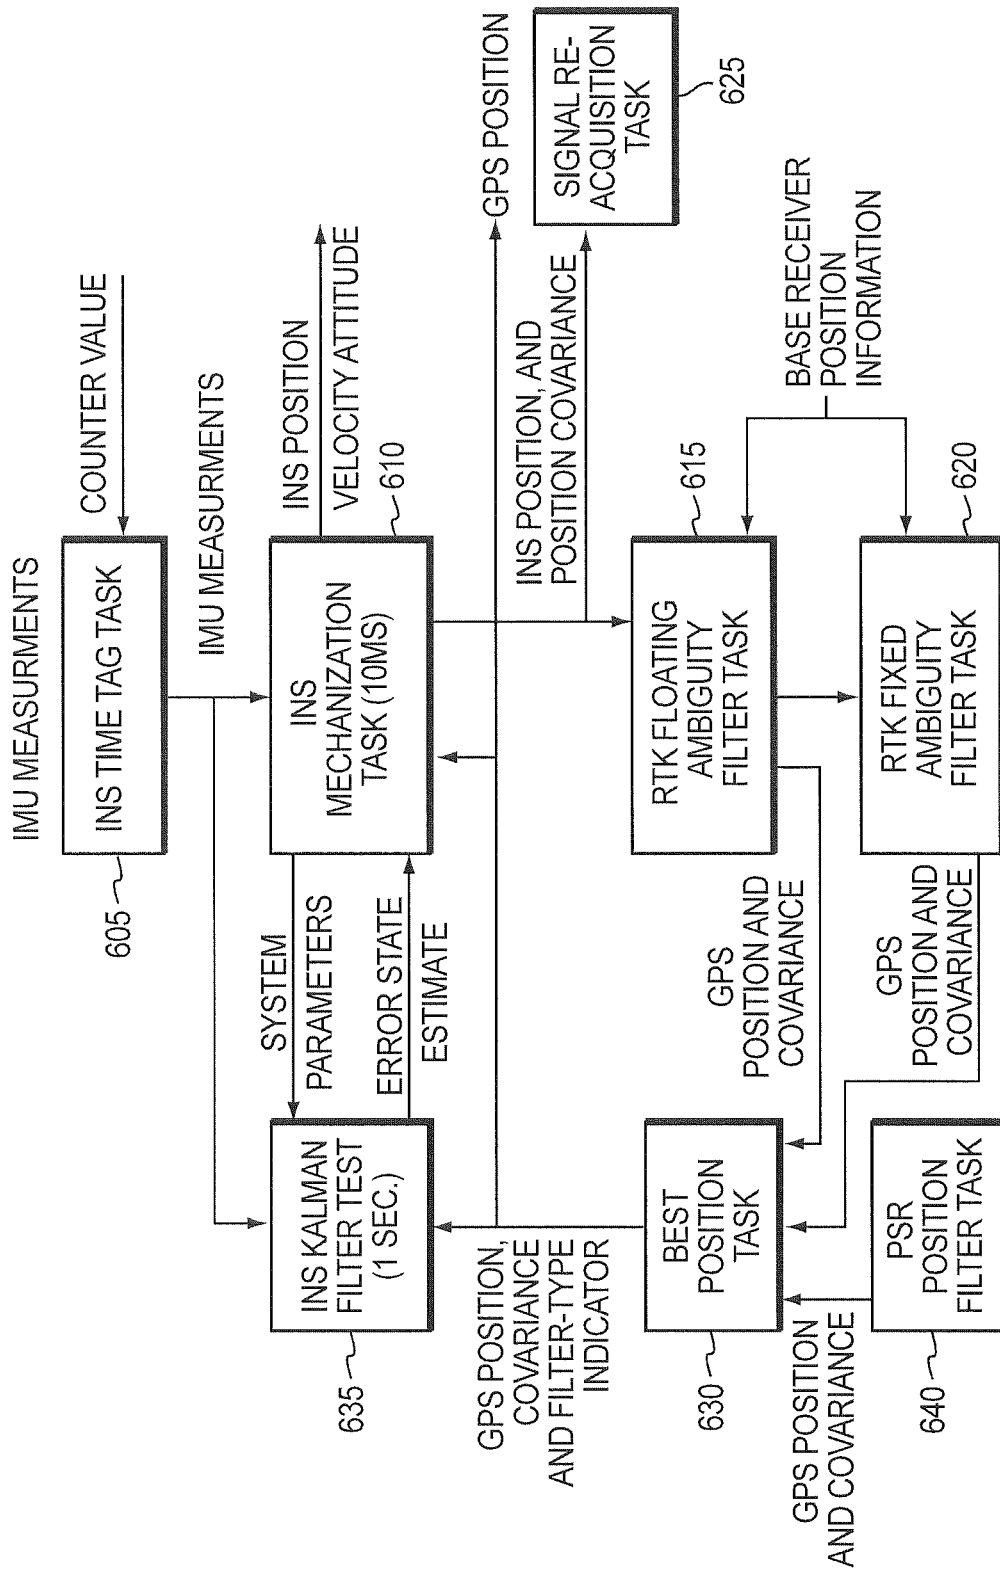 IMU MEASURMENTS
COUNTER VALUE
INS TIME TAG TASK
605
IMU MEASURMENTS
INS POSITION
VELOCITY ATTITUDE
610
INS
MECHANIZATION
TASK (10MS)
SYSTEM
PARAMETERS
ERROR STATE
ESTIMATE
INS KALMAN
FILTER TEST
(1 SEC.)
635
GPS POSITION
SIGNAL RE-
ACQUISITION
TASK
625
INS POSITION, AND
POSITION COVARIANCE
GPS POSITION,
COVARIANCE
AND FILTER-TYPE
INDICATOR
BASE RECEIVER
POSITION
INFORMATION
615
RTK FLOATING
AMBIGUITY
FILTER TASK
620
RTK FIXED
AMBIGUITY
FILTER TASK
GPS
POSITION AND
COVARIANCE
GPS
POSITION AND
COVARIANCE
BEST
POSITION
TASK
630
PSR
POSITION
FILTER TASK
640
GPS POSITION
AND COVARIANCE